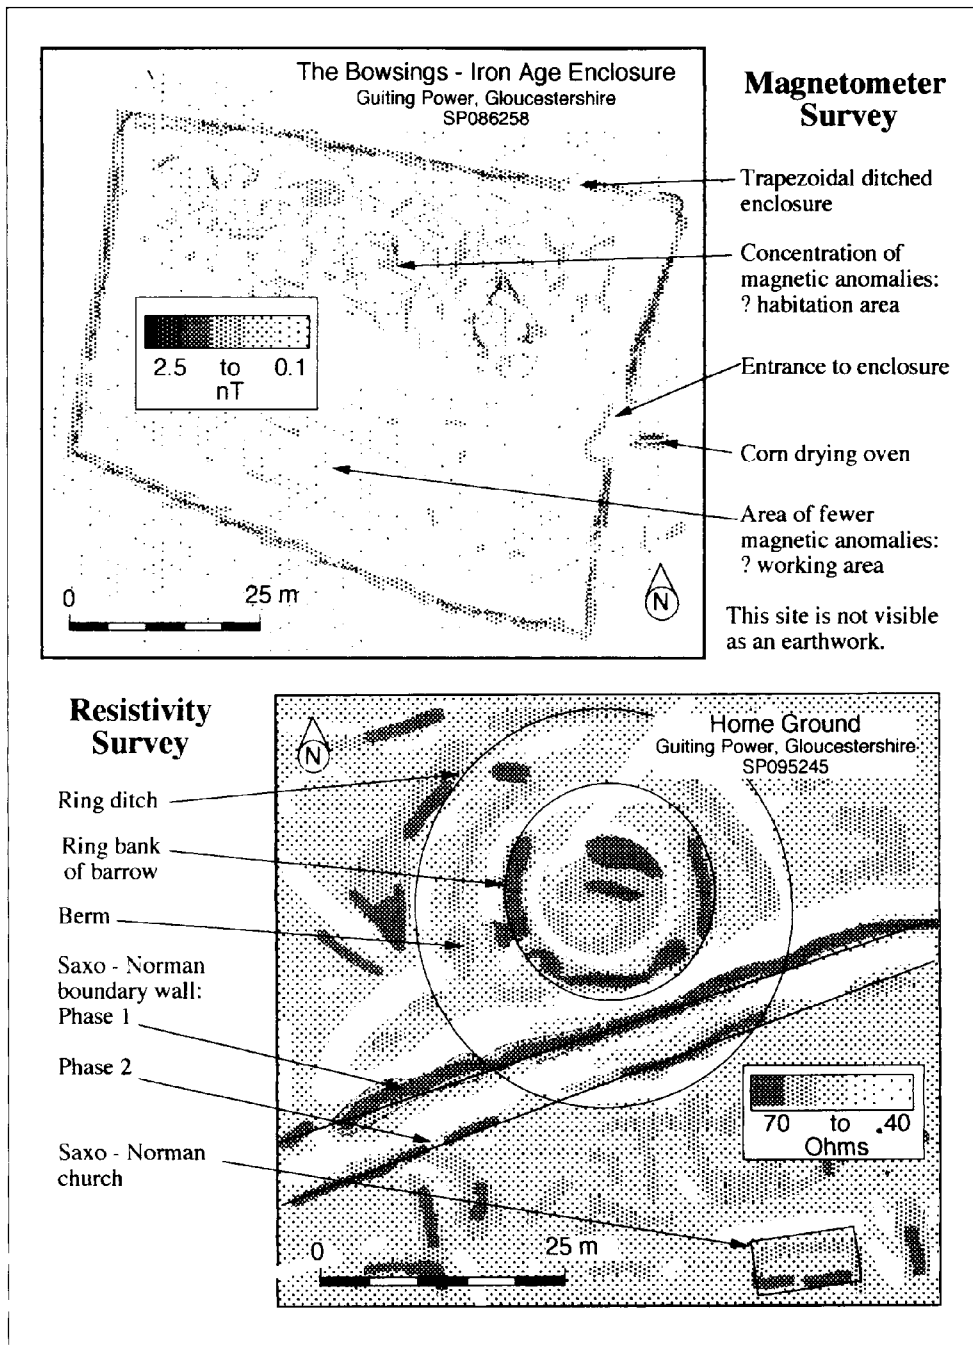 The Bowsings - Iron Age Enclosure
Guiting Power, Gloucestershire
SP086258
Magnetometer
Survey
Trapezoidal ditched
enclosure
Concentration of
magnetic anomalies:
? habitation area
2.5 to 0.1
nT
Entrance to enclosure
Corn drying oven
Area of fewer
magnetic anomalies:
? working area
0 25 m
N
This site is not visible
as an earthwork.
Resistivity
Survey
N
Home Ground
Guiting Power, Gloucestershire
SP095245
Ring ditch
Ring bank
of barrow
Berm
Saxo - Norman
boundary wall:
Phase 1
Phase 2
70 to 40
Ohms
Saxo - Norman
church
0 25 m